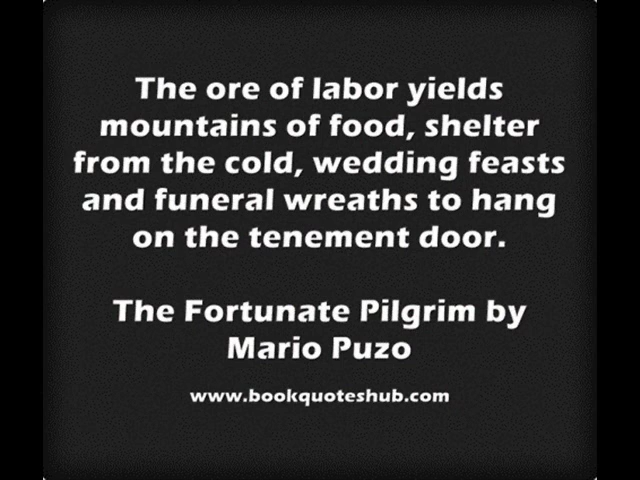 The ore of labor yields
mountains of food, shelter
from the cold, wedding feasts
and funeral wreaths to hang
on the tenement door.
The Fortunate Pilgrim by
Mario Puzo
www.bookquoteshub.com